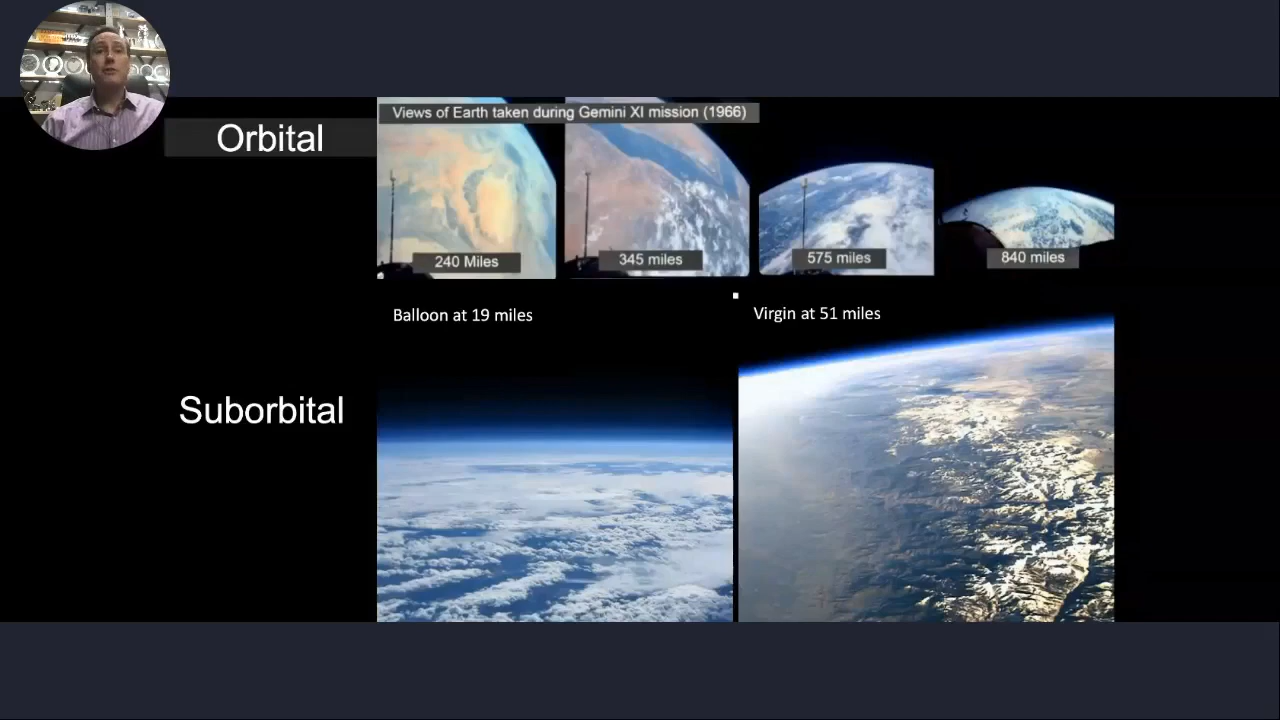 Orbital
Views of Earth taken during Gemini XI mission (1966)
240 Miles
345 miles
575 miles
840 miles
Balloon at 19 miles
Virgin at 51 miles
Suborbital